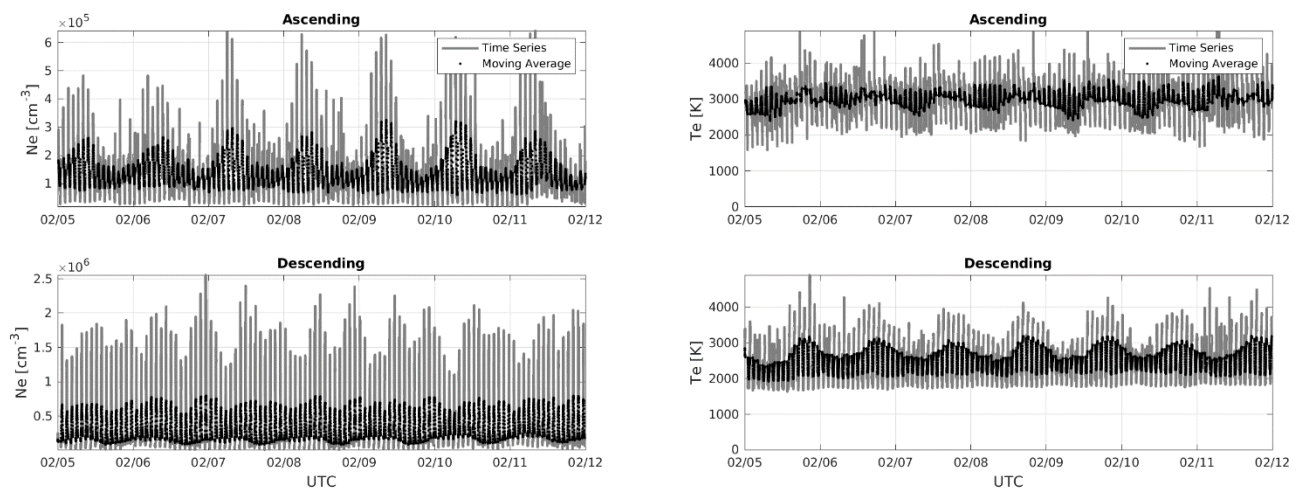 Ascending
×10⁵
Ne [cm⁻³]
6
5
4
3
2
1
Time Series
Moving Average
02/05 02/06 02/07 02/08 02/09 02/10 02/11 02/12
Ascending
Te [K]
4000
3000
2000
1000
0
Time Series
Moving Average
02/05 02/06 02/07 02/08 02/09 02/10 02/11 02/12
Descending
×10⁶
Ne [cm⁻³]
2.5
2
1.5
1
0.5
02/05 02/06 02/07 02/08 02/09 02/10 02/11 02/12
UTC
Descending
Te [K]
4000
3000
2000
1000
0
02/05 02/06 02/07 02/08 02/09 02/10 02/11 02/12
UTC